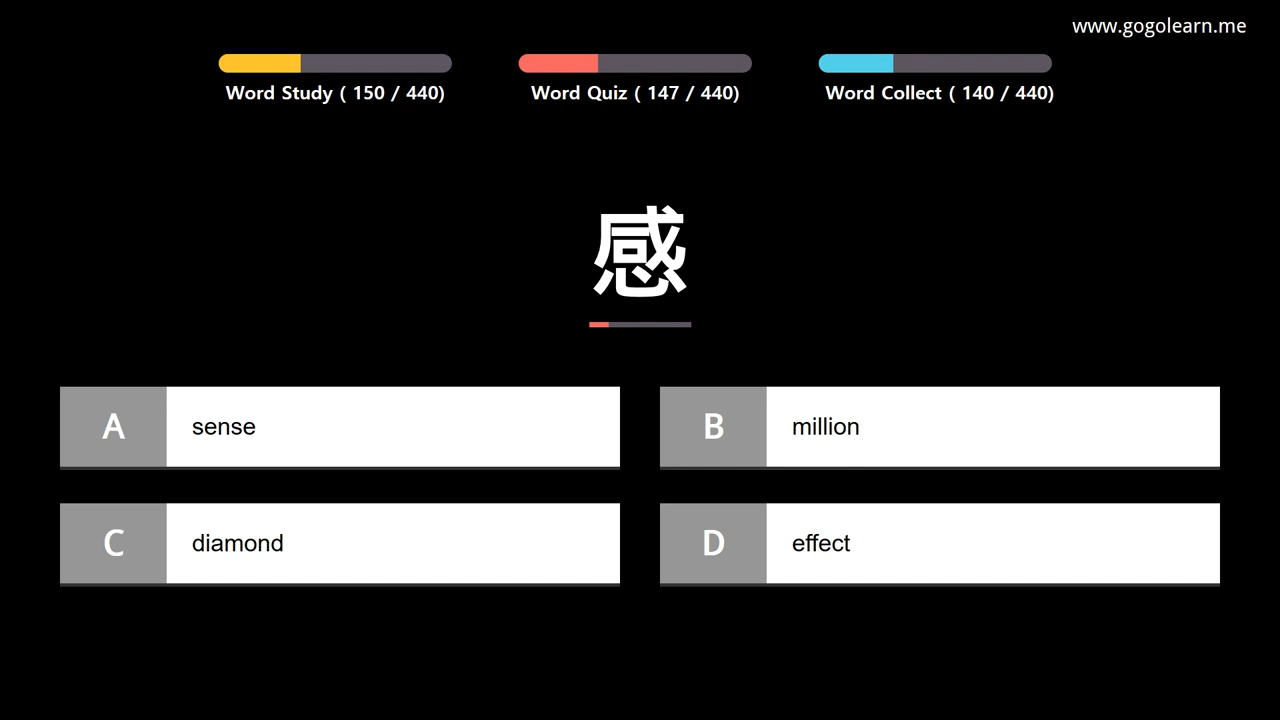 www.gogolearn.me
Word Study ( 150 / 440)
Word Quiz ( 147 / 440)
Word Collect ( 140 / 440)
感
A sense
B million
C diamond
D effect